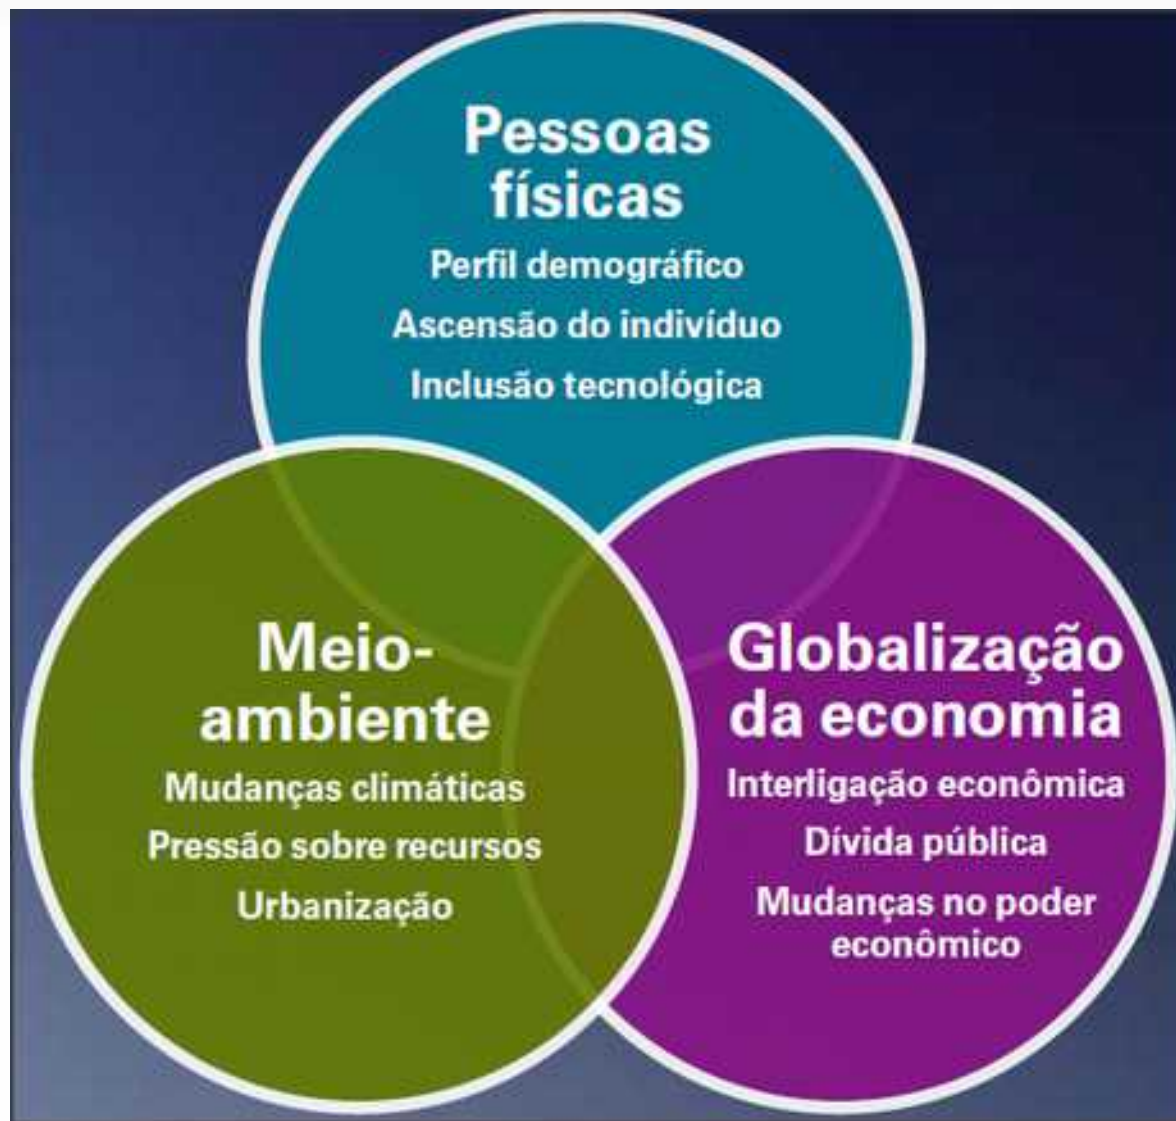 Pessoas
físicas
Perfil demográfico
Ascensão do indivíduo
Inclusão tecnológica
Meio-
ambiente
Mudanças climáticas
Pressão sobre recursos
Urbanização
Globalização
da economia
Interligação econômica
Dívida pública
Mudanças no poder
econômico